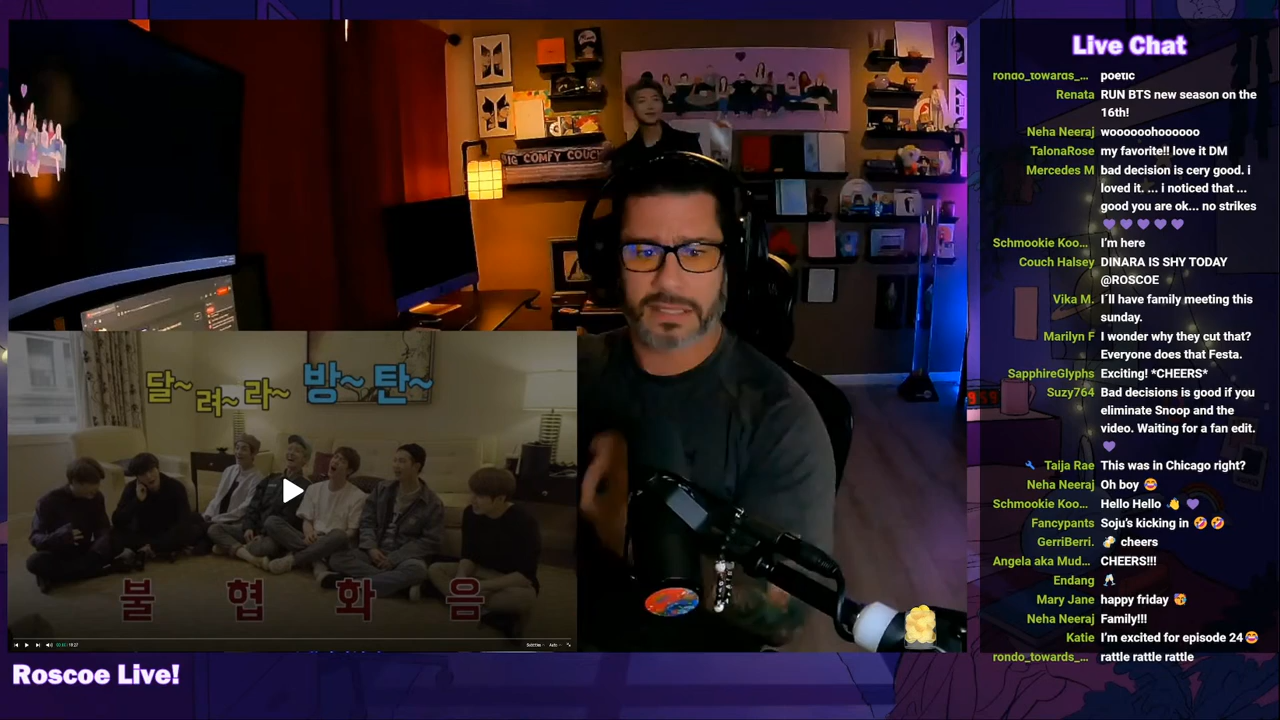 Live Chat
rondo_towards_... poetic
Renata RUN BTS new season on the
16th!
Neha Neeraj woooooohoooooo
TalonaRose my favorite!! love it DM
Mercedes M bad decision is cery good. i
loved it. ... i noticed that ...
good you are ok... no strikes
💜 💜 💜 💜 💜
Schmookie Koo... I'm here
Couch Halsey DINARA IS SHY TODAY
@ROSCOE
Vika M. I´ll have family meeting this
sunday.
Marilyn F I wonder why they cut that?
Everyone does that Festa.
SapphireGlyphs Exciting! *CHEERS*
Suzy764 Bad decisions is good if you
eliminate Snoop and the
video. Waiting for a fan edit.
💜
Taija Rae This was in Chicago right?
Neha Neeraj Oh boy 😂
Schmookie Koo... Hello Hello 👋 💜
Fancypants Soju's kicking in 🤣 🤣
GerriBerri. 🍻 cheers
Angela aka Mud... CHEERS!!!
Endang
Mary Jane happy friday 🥳
Neha Neeraj Family!!!
Katie I'm excited for episode 24😂
rondo_towards_... rattle rattle rattle
BIG COMFY COUCH
9:59
달~려~라~ 방~탄~
불 협 화 음
Roscoe Live!